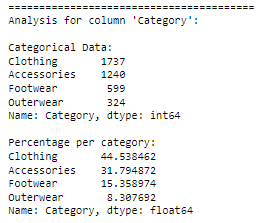 ========================================
Analysis for column 'Category':
Categorical Data:
Clothing 1737
Accessories 1240
Footwear 599
Outerwear 324
Name: Category, dtype: int64
Percentage per category:
Clothing 44.538462
Accessories 31.794872
Footwear 15.358974
Outerwear 8.307692
Name: Category, dtype: float64